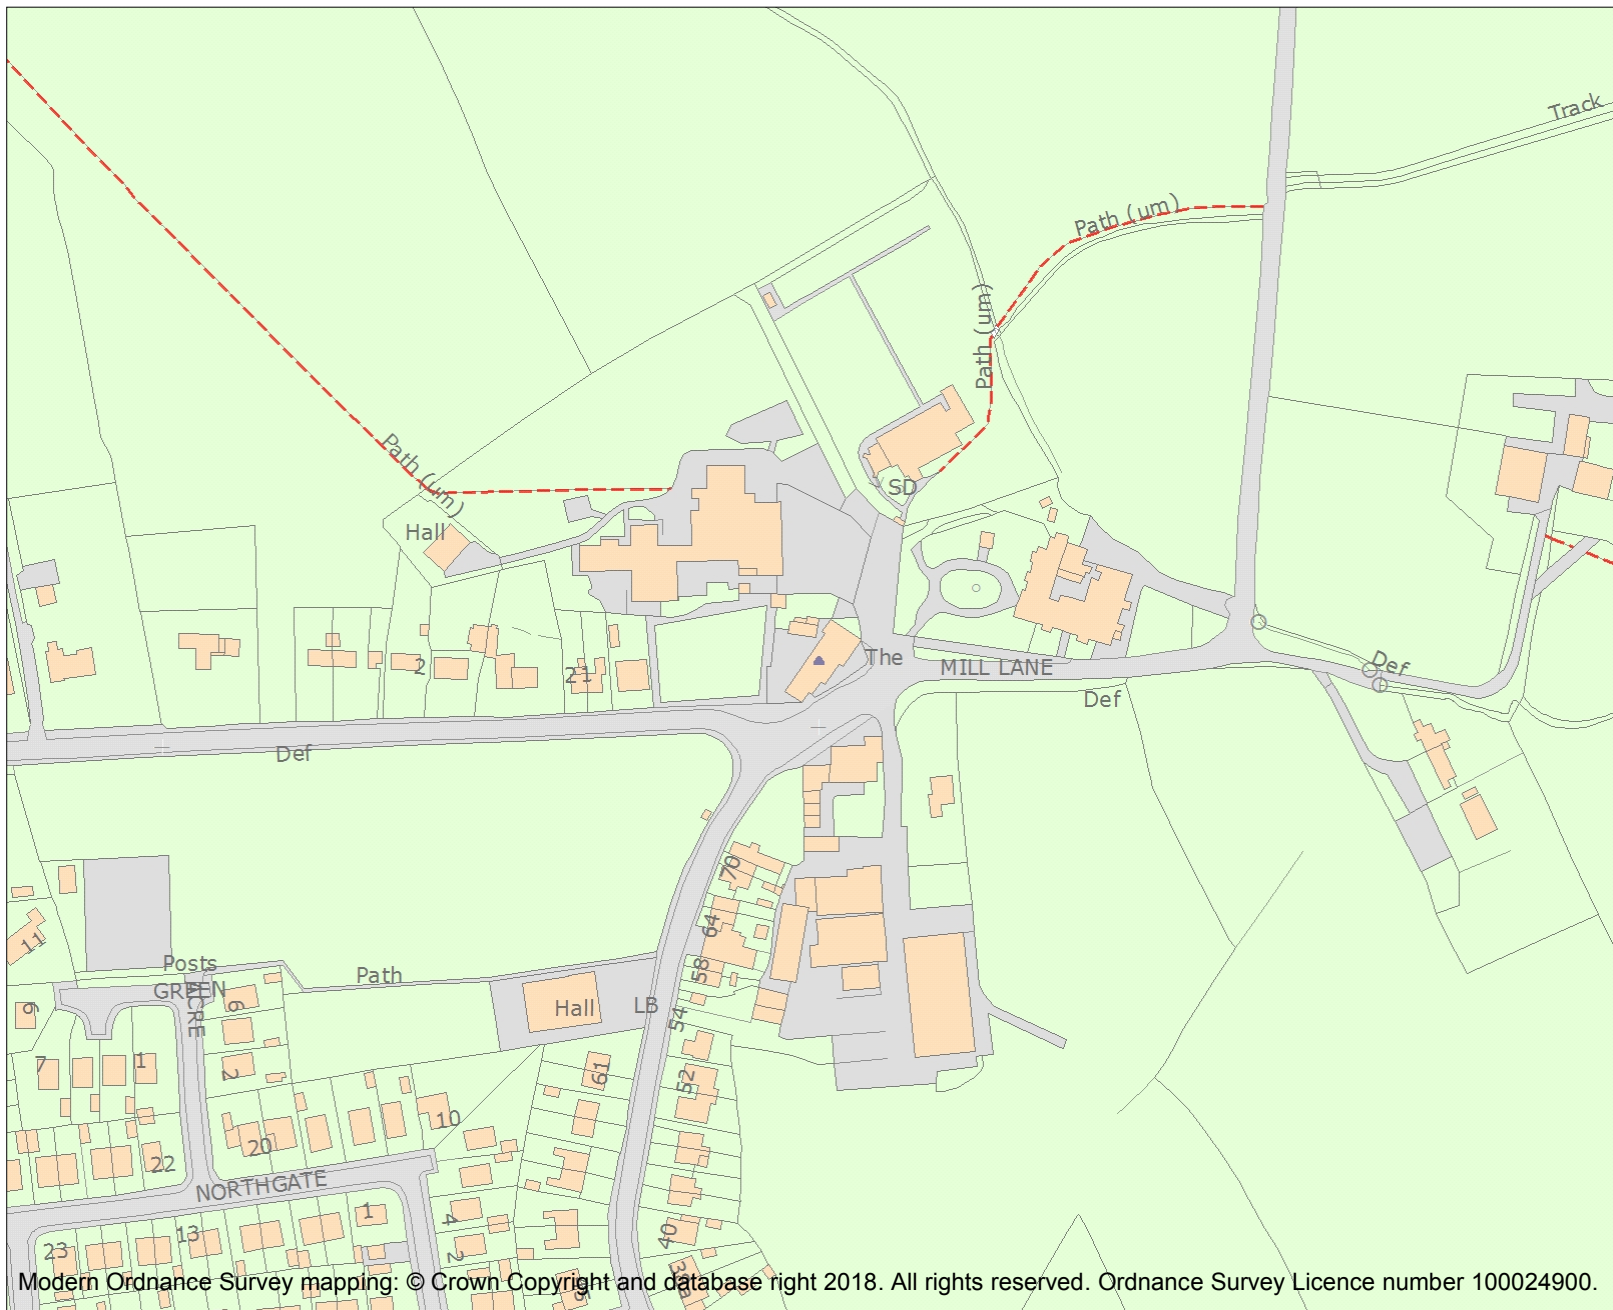 Track
Path (um)
Path (um)
Path (um)
SD
Hall
2
21
The
MILL LANE
Def
Def
Def
70
64
11
58
Posts
GREEN
ACRE
Path
Hall
LB
54
6
6
7
1
2
61
52
10
20
22
NORTHGATE
1
13
4
40
23
2
Modern Ordnance Survey mapping: © Crown Copyright and database right 2018. All rights reserved. Ordnance Survey Licence number 100024900.